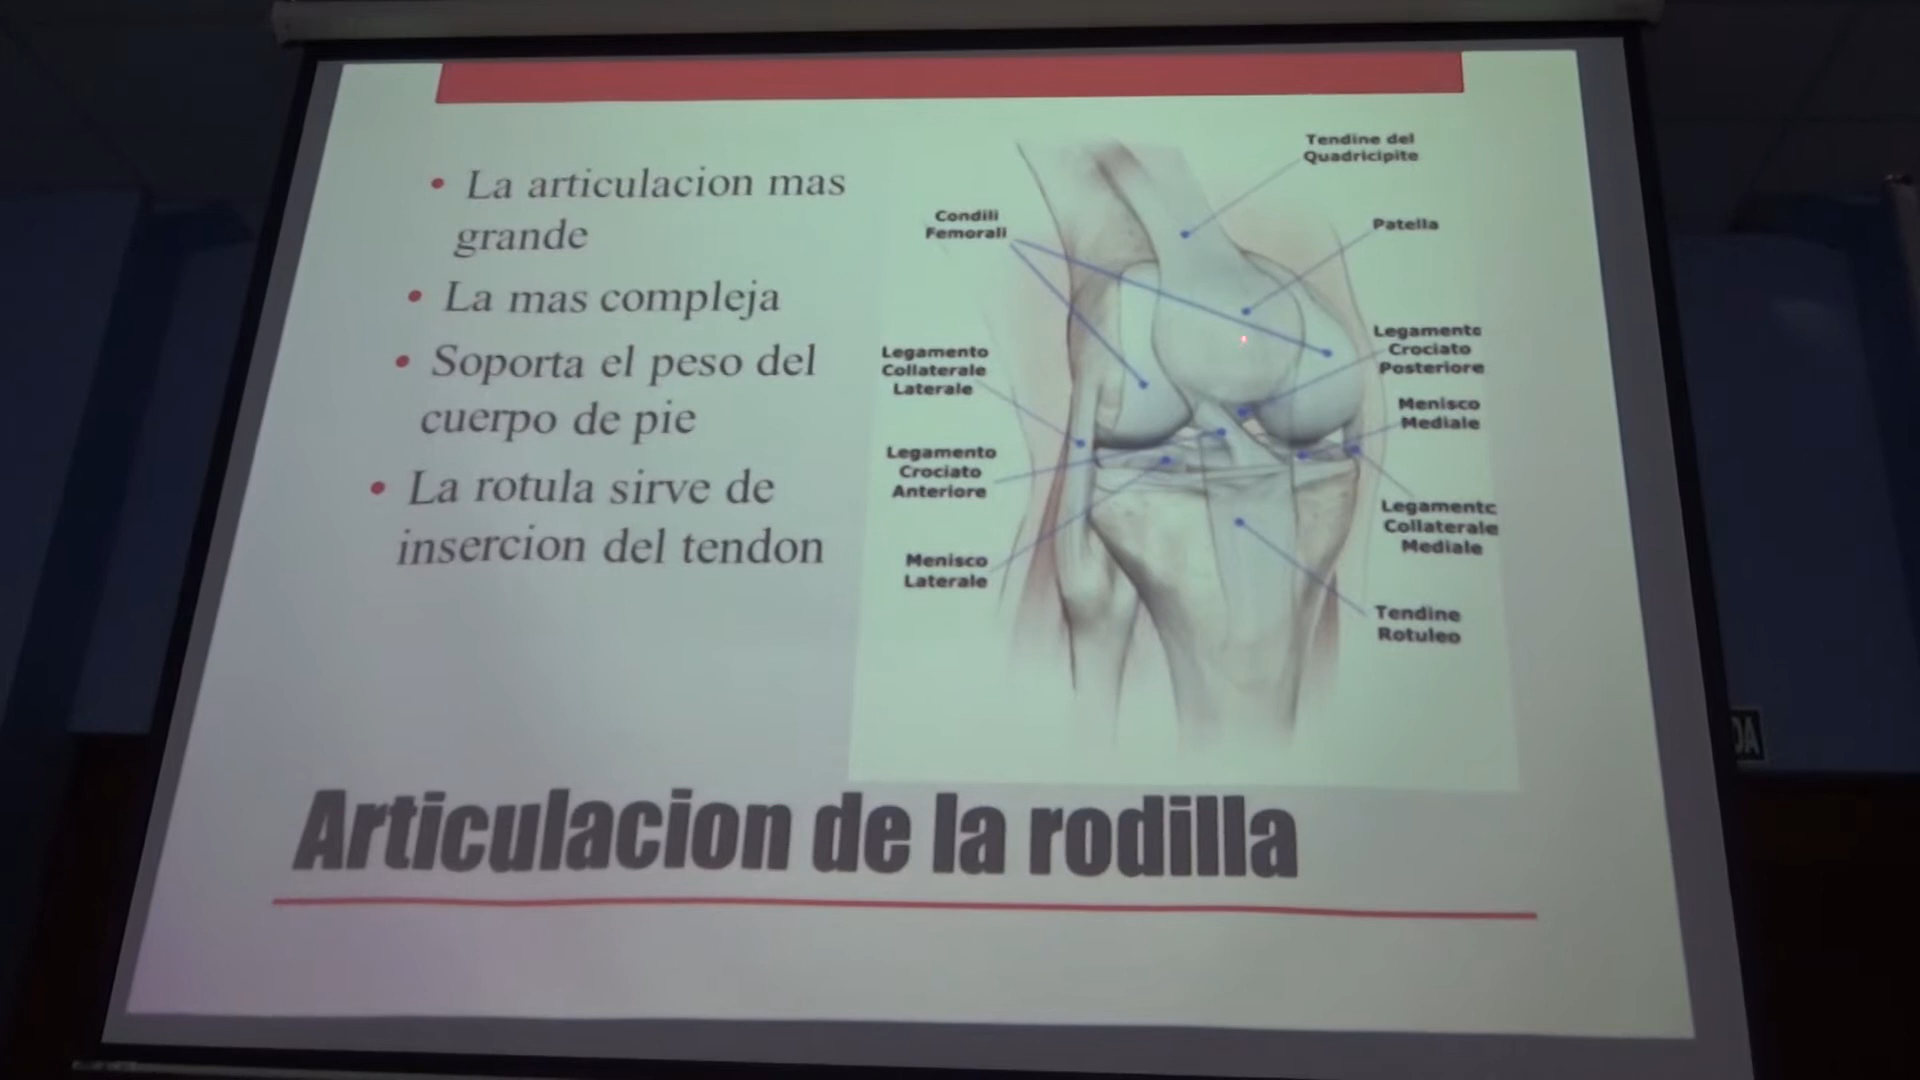 • La articulacion mas
grande
• La mas compleja
• Soporta el peso del
cuerpo de pie
• La rotula sirve de
insercion del tendon
Tendine del
Quadricipite
Condili
Femorali
Patella
Legamento
Collaterale
Laterale
Legamento
Crociato
Posteriore
Menisco
Mediale
Legamento
Crociato
Anteriore
Legamento
Collaterale
Mediale
Menisco
Laterale
Tendine
Rotuleo
Articulacion de la rodilla
DA